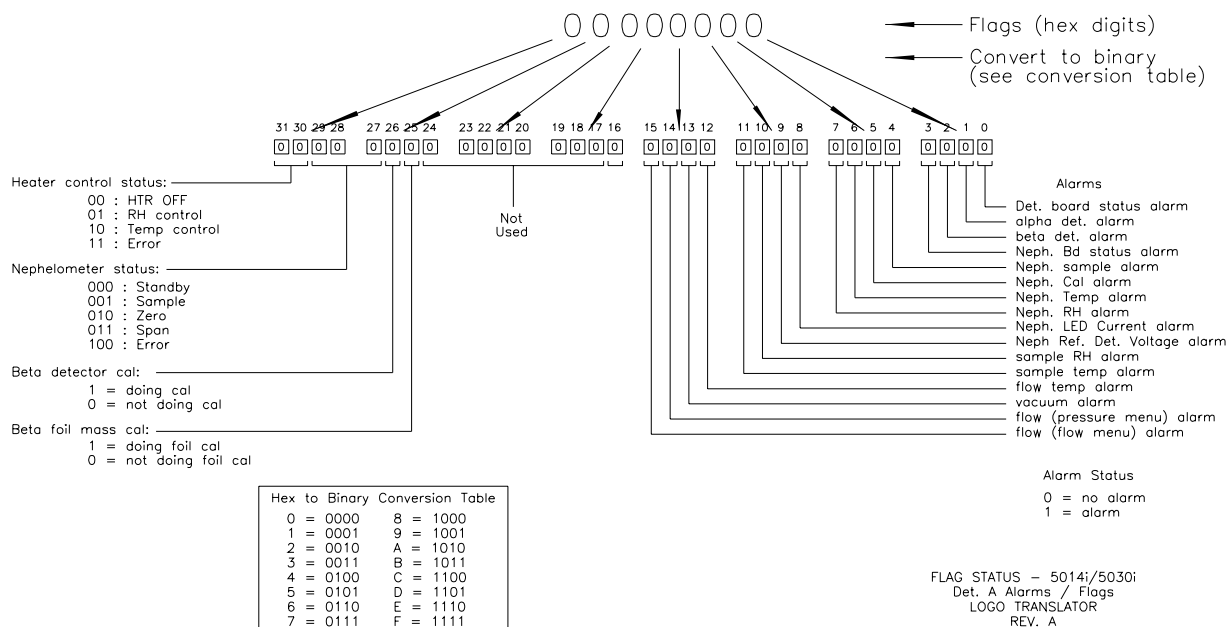 0 0 0 0 0 0 0 0
Flags (hex digits)
Convert to binary
(see conversion table)
31 30 29 28 27 26 25 24 23 22 21 20 19 18 17 16 15 14 13 12 11 10 9 8 7 6 5 4 3 2 1 0
0 0 0 0 0 0 0 0 0 0 0 0 0 0 0 0 0 0 0 0 0 0 0 0 0 0 0 0 0 0 0 0
Heater control status:
00 : HTR OFF
01 : RH control
10 : Temp control
11 : Error
Nephelometer status:
000 : Standby
001 : Sample
010 : Zero
011 : Span
100 : Error
Beta detector cal:
1 = doing cal
0 = not doing cal
Beta foil mass cal:
1 = doing foil cal
0 = not doing foil cal
Not
Used
Alarms
Det. board status alarm
alpha det. alarm
beta det. alarm
Neph. Bd status alarm
Neph. sample alarm
Neph. Cal alarm
Neph. Temp alarm
Neph. RH alarm
Neph. LED Current alarm
Neph Ref. Det. Voltage alarm
sample RH alarm
sample temp alarm
flow temp alarm
vacuum alarm
flow (pressure menu) alarm
flow (flow menu) alarm
Alarm Status
0 = no alarm
1 = alarm
Hex to Binary Conversion Table
0 = 0000 8 = 1000
1 = 0001 9 = 1001
2 = 0010 A = 1010
3 = 0011 B = 1011
4 = 0100 C = 1100
5 = 0101 D = 1101
6 = 0110 E = 1110
7 = 0111 F = 1111
FLAG STATUS – 5014i/5030i
Det. A Alarms / Flags
LOGO TRANSLATOR
REV. A